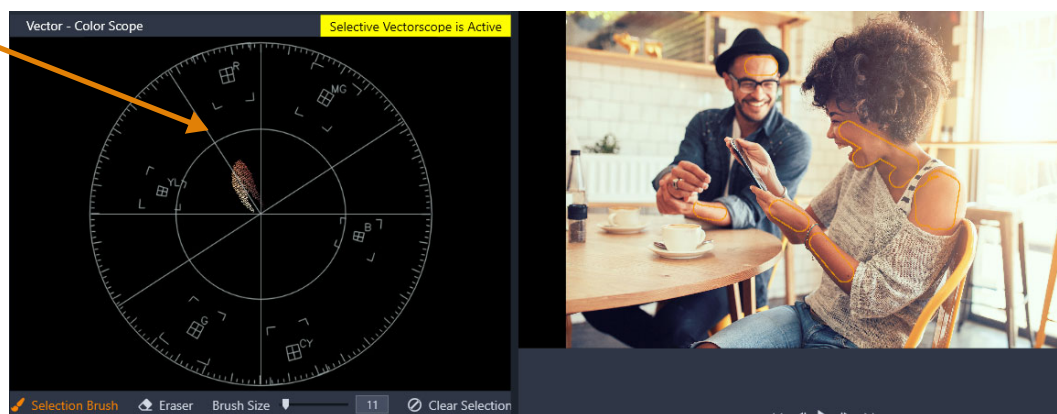 Vector - Color Scope
Selective Vectorscope is Active
R
MG
YL
B
G
CY
Selection Brush
Eraser
Brush Size
11
Clear Selection